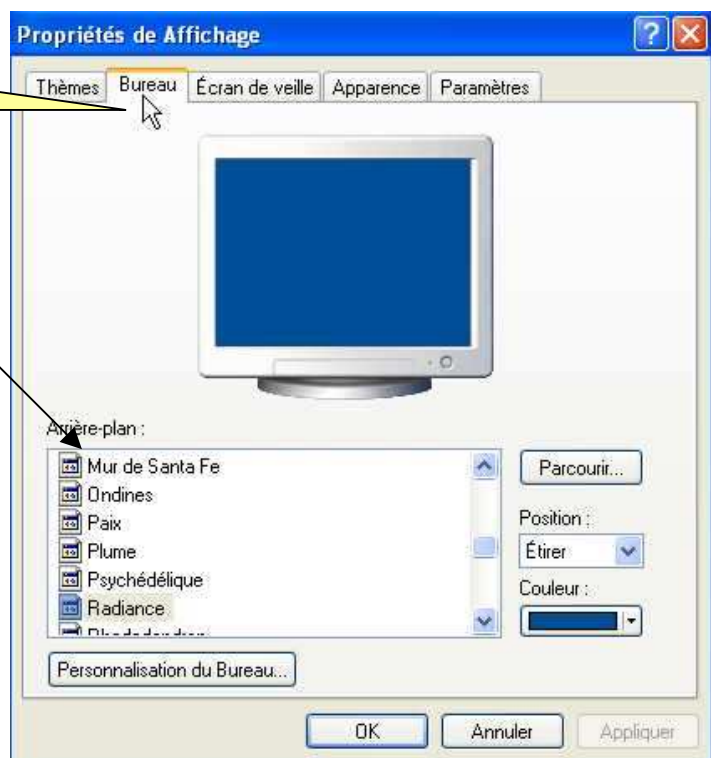 Propriétés de Affichage
Thèmes Bureau Écran de veille Apparence Paramètres
Arrière-plan :
Mur de Santa Fe
Ondines
Paix
Plume
Psychédélique
Radiance
Parcourir...
Position :
Étirer
Couleur :
Personnalisation du Bureau...
OK Annuler Appliquer